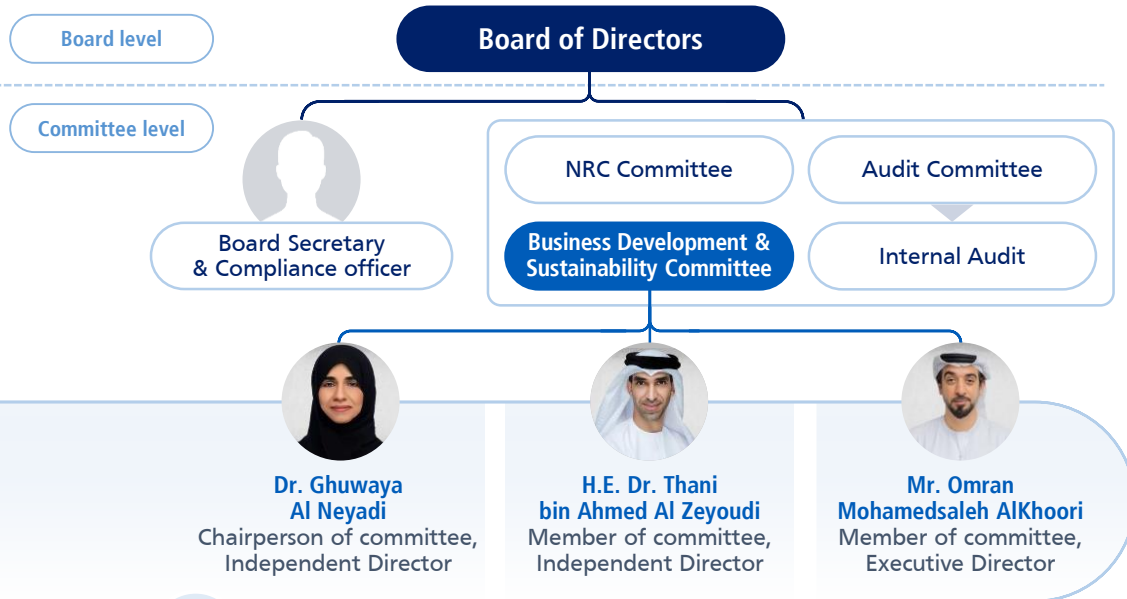 Board level
Board of Directors
Committee level
NRC Committee
Audit Committee
Board Secretary
& Compliance officer
Business Development &
Sustainability Committee
Internal Audit
Dr. Ghuwaya
Al Neyadi
Chairperson of committee,
Independent Director
H.E. Dr. Thani
bin Ahmed Al Zeyoudi
Member of committee,
Independent Director
Mr. Omran
Mohamedsaleh AlKhoori
Member of committee,
Executive Director